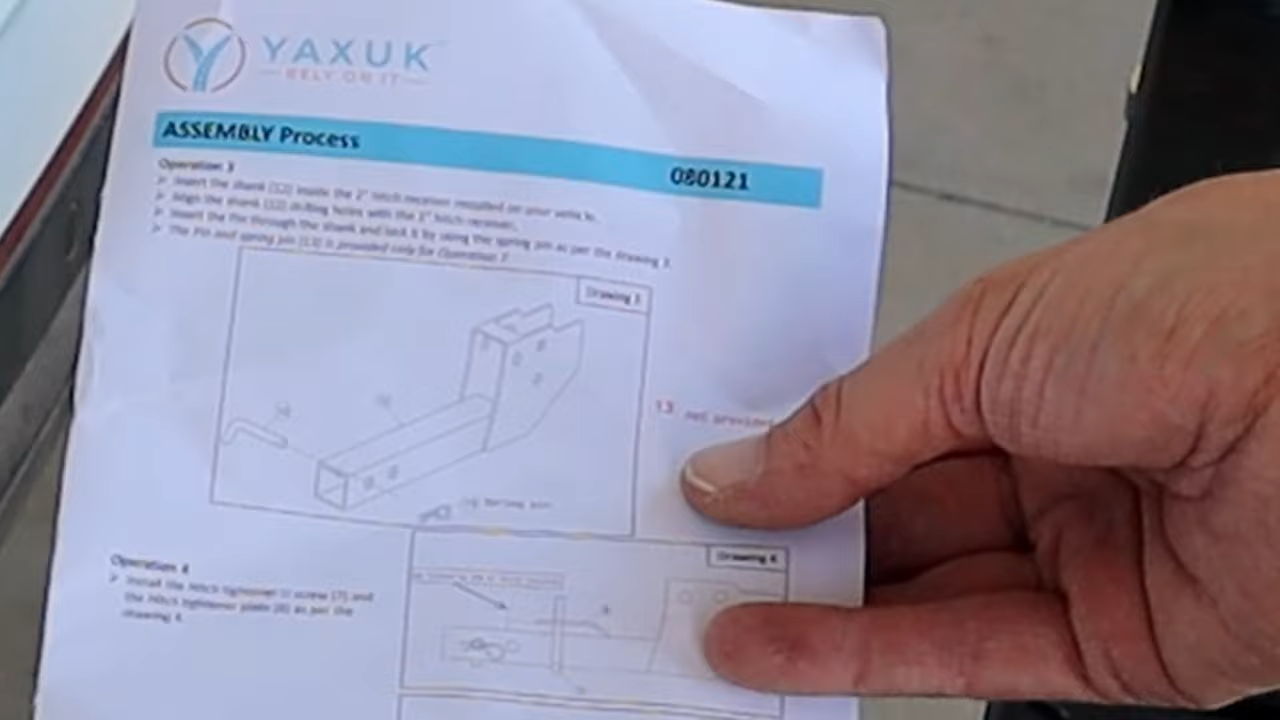 YAXUK
RELY ON IT
ASSEMBLY Process
080121
Operation 3
➢ Insert the shank (12) inside the 2" hitch receiver installed on your vehicle.
➢ Align the shank (12) drilling holes with the 2" hitch receiver.
➢ Insert the Pin through the shank and lock it by using the spring pin as per the drawing 3.
➢ The Pin and spring pin (13) is provided only for Operation 7
Drawing 3
13 not provided
Operation 4
Drawing 4
➢ Install the Hitch tightener U screw (7) and
the Hitch tightener plate (8) as per the
drawing 4.